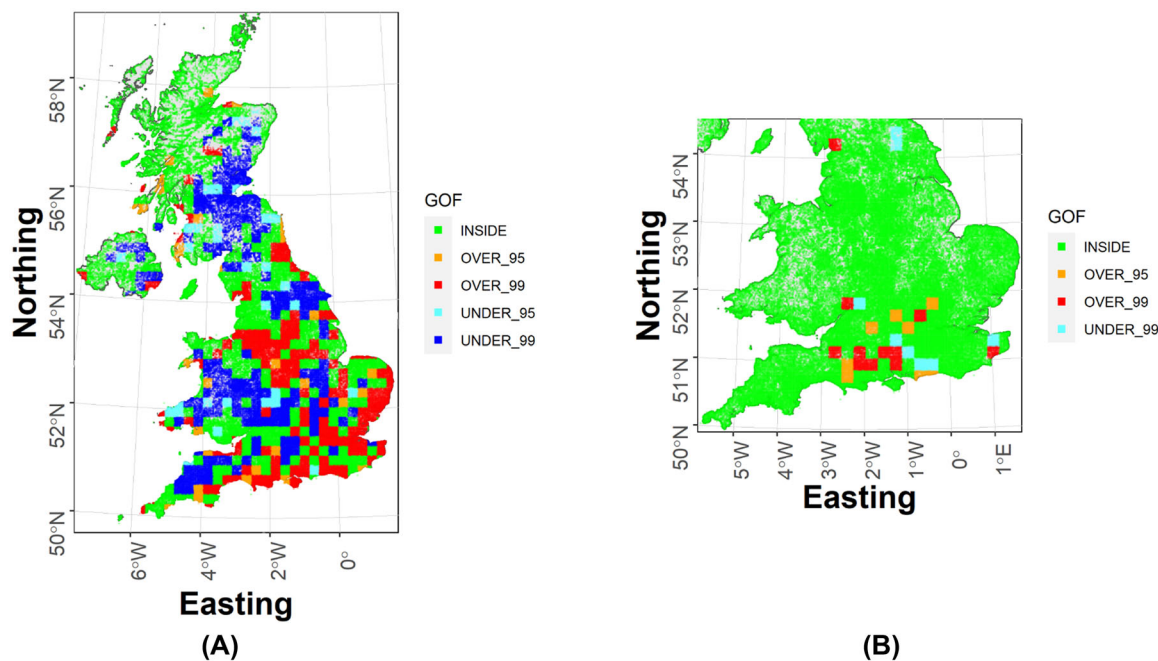 58°N
56°N
54°N
52°N
50°N
Northing
6°W
4°W
2°W
0°
Easting
GOF
INSIDE
OVER_95
OVER_99
UNDER_95
UNDER_99
(A)
54°N
53°N
52°N
51°N
50°N
Northing
5°W
4°W
3°W
2°W
1°W
0°
1°E
Easting
GOF
INSIDE
OVER_95
OVER_99
UNDER_99
(B)